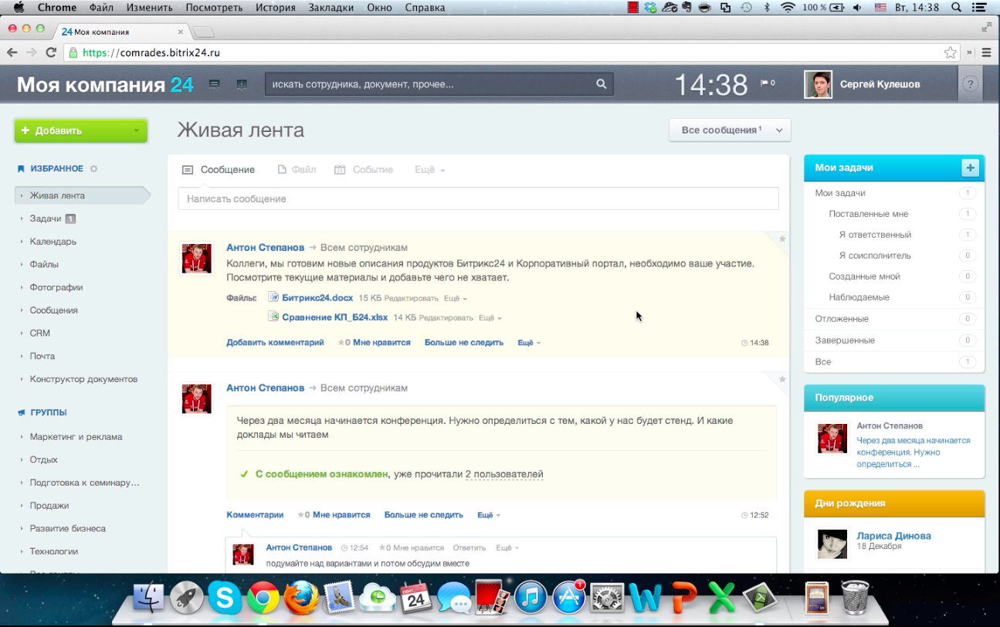 Chrome Файл Изменить Посмотреть История Закладки Окно Справка 100 % Вт, 14:38
24 Моя компания
https://comrades.bitrix24.ru
Моя компания 24
искать сотрудника, документ, прочее...
14:38
0
Сергей Кулешов
?
+ Добавить
Живая лента
Все сообщения 1
ИЗБРАННОЕ
Живая лента
Задачи 1
Календарь
Файлы
Фотографии
Сообщения
CRM
Почта
Конструктор документов
ГРУППЫ
Маркетинг и реклама
Отдых
Подготовка к семинару...
Продажи
Развитие бизнеса
Технологии
Сообщение Файл Событие Ещё
Написать сообщение
Антон Степанов → Всем сотрудникам
Коллеги, мы готовим новые описания продуктов Битрикс24 и Корпоративный портал, необходимо ваше участие.
Посмотрите текущие материалы и добавьте чего не хватает.
Файлы: Битрикс24.docx 15 КБ Редактировать Ещё
Сравнение КП_Б24.xlsx 14 КБ Редактировать Ещё
Добавить комментарий ★0 Мне нравится Больше не следить Ещё 14:38
Антон Степанов → Всем сотрудникам
Через два месяца начинается конференция. Нужно определиться с тем, какой у нас будет стенд. И какие
доклады мы читаем
С сообщением ознакомлен, уже прочитали 2 пользователей
Комментарии ★0 Мне нравится Больше не следить Ещё 12:52
Антон Степанов 12:54 ★0 Мне нравится Ответить Ещё
подумайте над вариантами и потом обсудим вместе
Мои задачи +
Мои задачи 1
Поставленные мне 1
Я ответственный 1
Я соисполнитель 0
Созданные мной 0
Наблюдаемые 0
Отложенные 0
Завершенные 0
Все 1
Популярное
Антон Степанов
Через два месяца начинается
конференция. Нужно
определиться ...
Дни рождения
Лариса Динова
18 Декабря
СЕНТ.
24
1